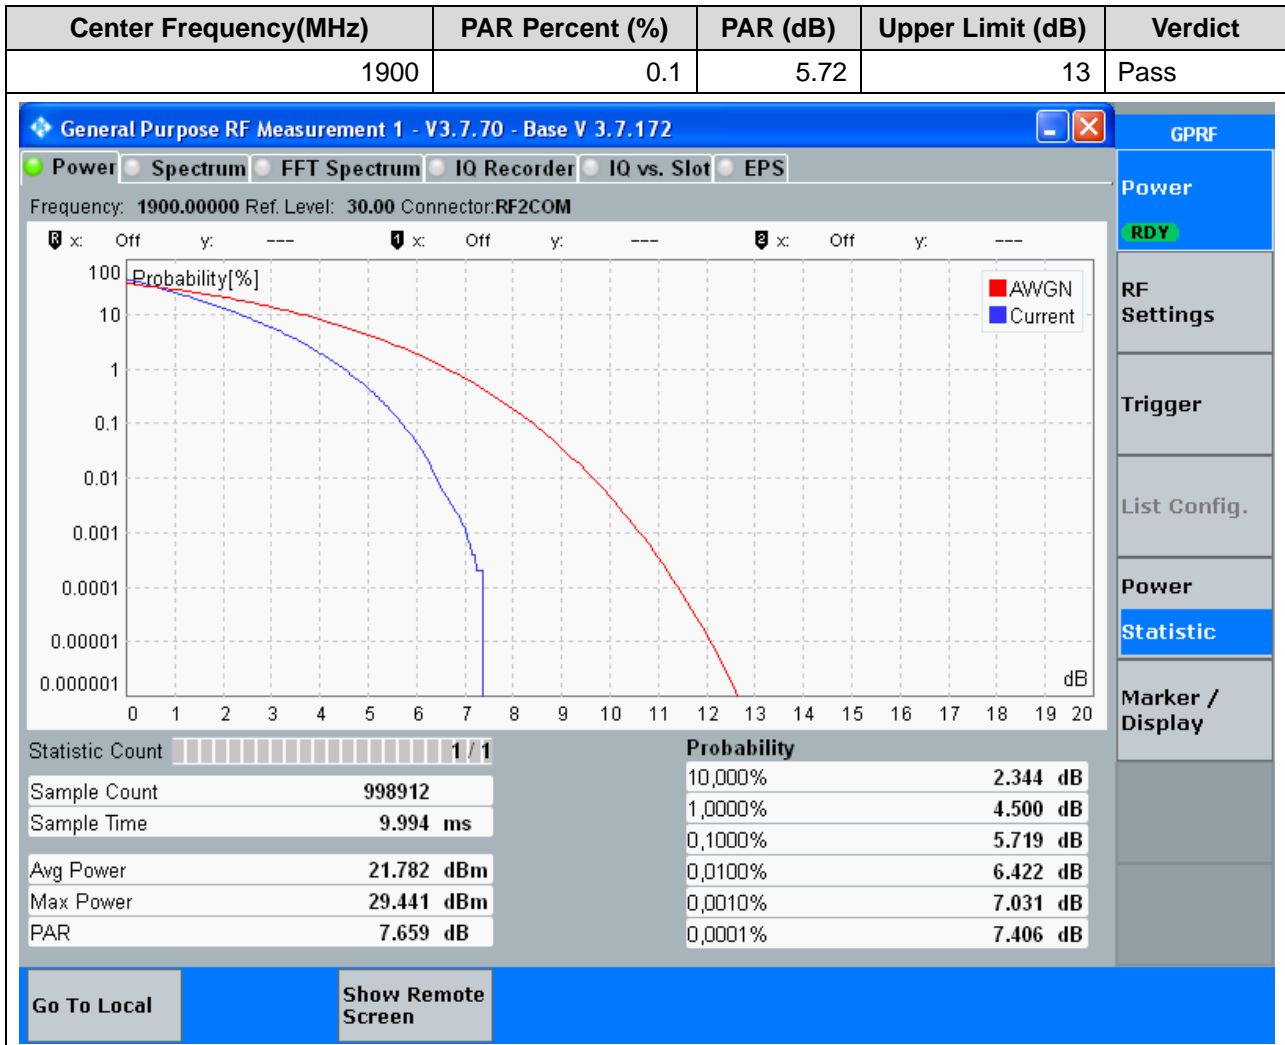 Center Frequency(MHz) PAR Percent (%) PAR (dB) Upper Limit (dB) Verdict
1900 0.1 5.72 13 Pass
General Purpose RF Measurement 1 - V3.7.70 - Base V 3.7.172
GPRF
Power Spectrum FFT Spectrum IQ Recorder IQ vs. Slot EPS
Frequency: 1900.00000 Ref. Level: 30.00 Connector:RF2COM
R x: Off y: --- 1 x: Off y: --- 2 x: Off y: ---
Probability[%]
AWGN
Current
100
10
1
0.1
0.01
0.001
0.0001
0.00001
0.000001
dB
0 1 2 3 4 5 6 7 8 9 10 11 12 13 14 15 16 17 18 19 20
Statistic Count 1 / 1
Sample Count 998912
Sample Time 9.994 ms
Avg Power 21.782 dBm
Max Power 29.441 dBm
PAR 7.659 dB
Probability
10,000% 2.344 dB
1,0000% 4.500 dB
0,1000% 5.719 dB
0,0100% 6.422 dB
0,0010% 7.031 dB
0,0001% 7.406 dB
Power
RDY
RF
Settings
Trigger
List Config.
Power
Statistic
Marker /
Display
Go To Local
Show Remote
Screen